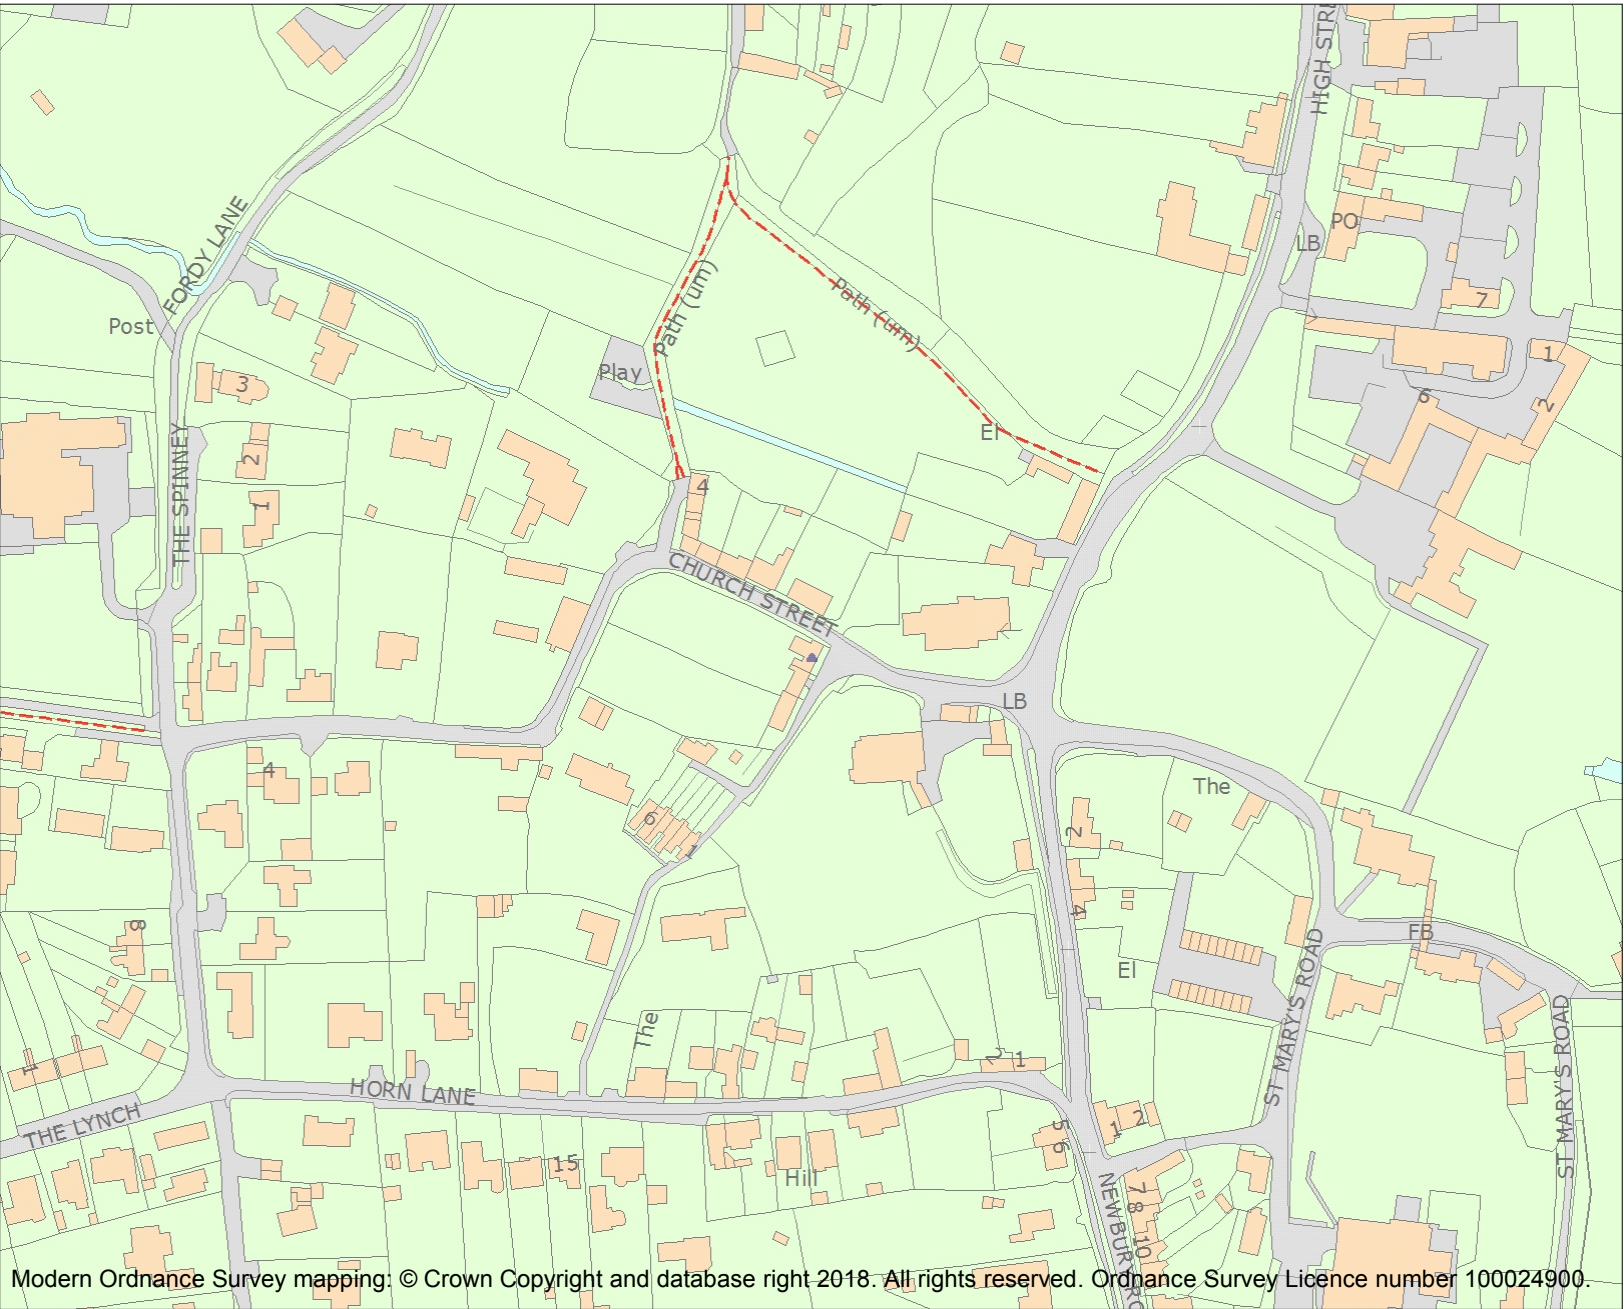 HIGH STRE
PO
LB
FORDY LANE
Path (um)
Path (um)
7
Post
1
Play
3
6
2
El
THE SPINNEY
2
4
1
CHURCH STREET
LB
4
The
6
2
1
4
8
FB
El
ST MARY'S ROAD
The
ST MARY'S ROAD
2
1
1
HORN LANE
THE LYNCH
1
2
5
6
15
Hill
NEWBURY RO
7
8
10
Modern Ordnance Survey mapping: © Crown Copyright and database right 2018. All rights reserved. Ordnance Survey Licence number 100024900.